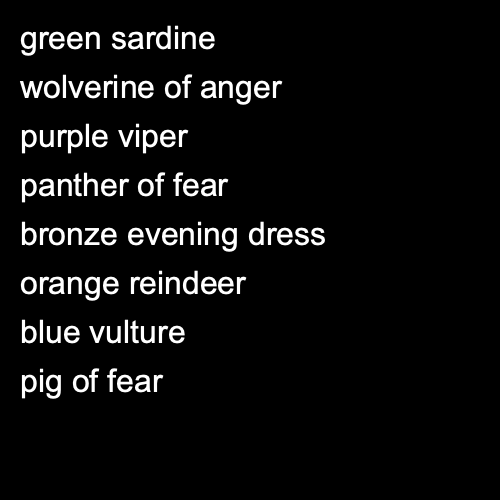 green sardine
wolverine of anger
purple viper
panther of fear
bronze evening dress
orange reindeer
blue vulture
pig of fear